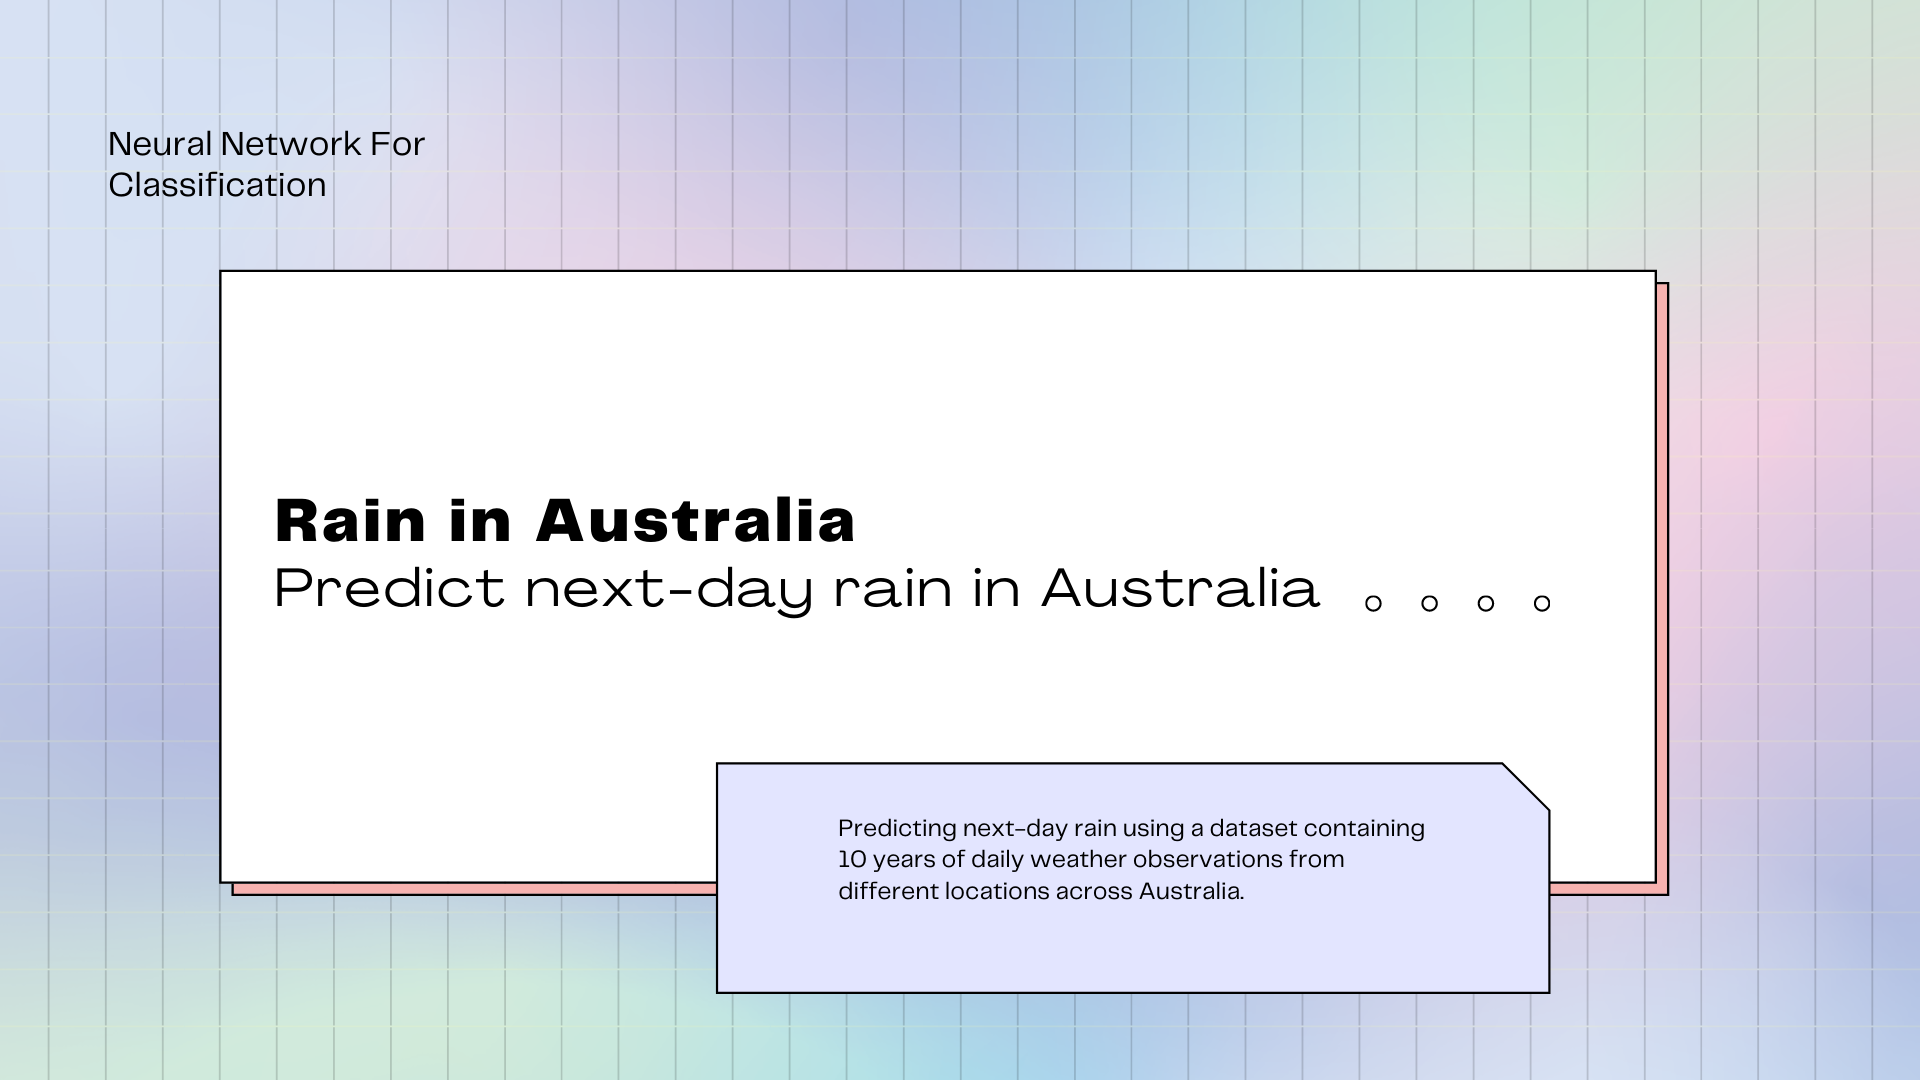 Neural Network For
Classification
Rain in Australia
Predict next-day rain in Australia
Predicting next-day rain using a dataset containing
10 years of daily weather observations from
different locations across Australia.